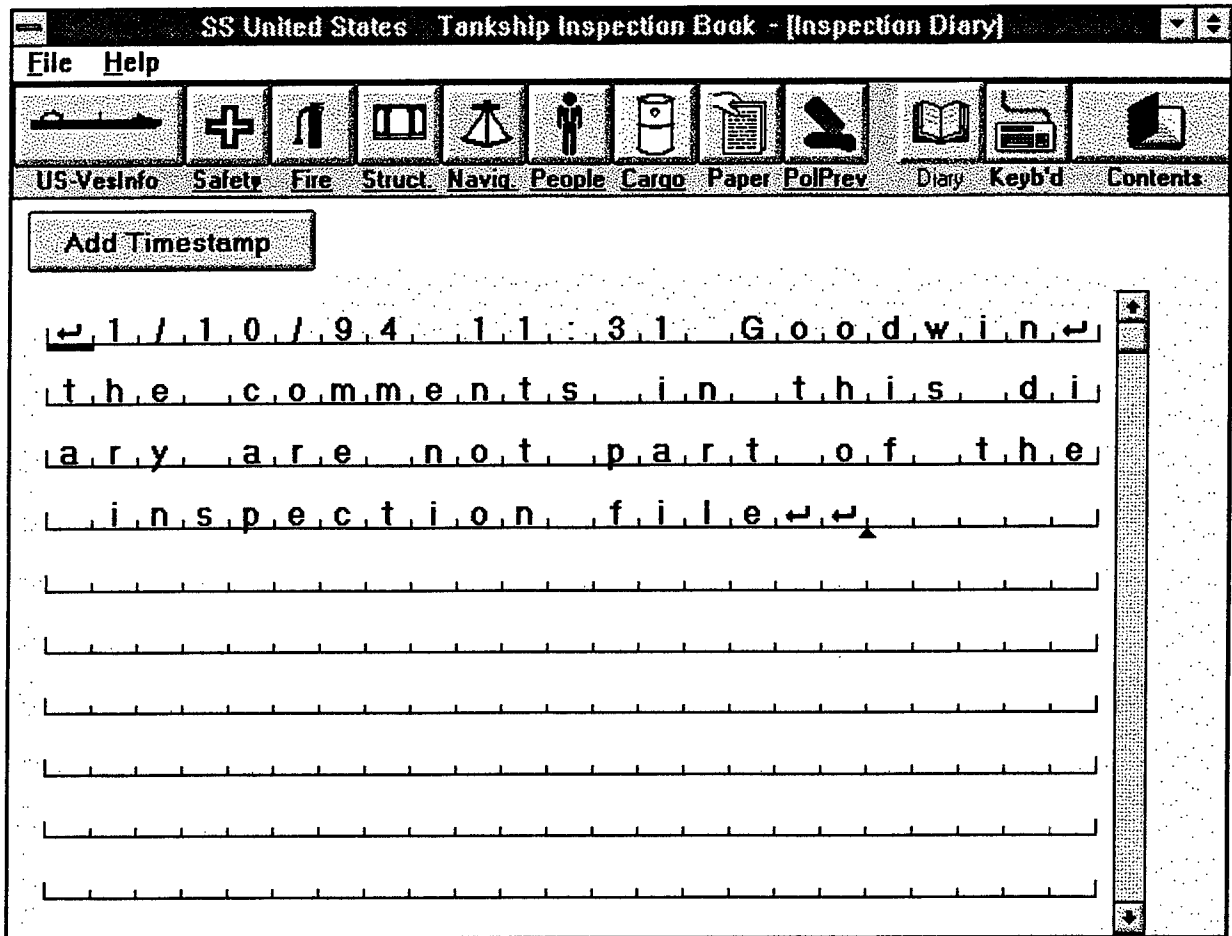 SS United States   Tankship Inspection Book - [Inspection Diary]
File   Help
US-VesInfo   Safety   Fire   Struct.   Navig.   People   Cargo   Paper   PolPrev   Diary   Keyb'd   Contents
Add Timestamp
↵1/10/94 11:31 Goodwin↵
the comments in this di
ary are not part of the
 inspection file↵↵